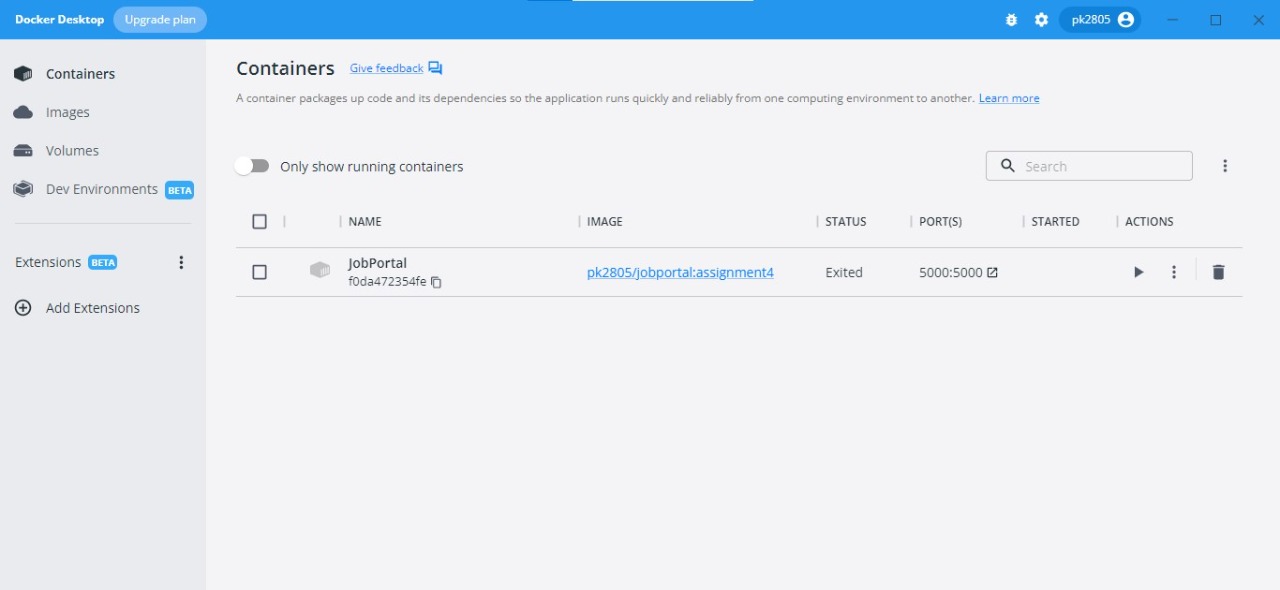 Docker Desktop Upgrade plan pk2805
Containers
Images
Volumes
Dev Environments BETA
Extensions BETA
Add Extensions
Containers Give feedback
A container packages up code and its dependencies so the application runs quickly and reliably from one computing environment to another. Learn more
Only show running containers Search
NAME IMAGE STATUS PORT(S) STARTED ACTIONS
JobPortal
f0da472354fe pk2805/jobportal:assignment4 Exited 5000:5000